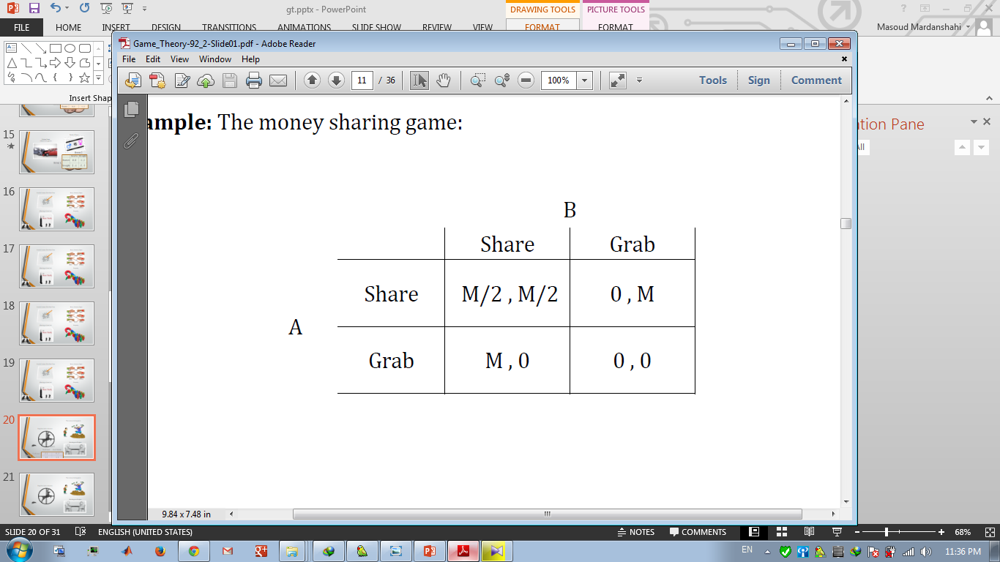 gt.pptx - PowerPoint
DRAWING TOOLS
PICTURE TOOLS
FILE
HOME
INSERT
DESIGN
TRANSITIONS
ANIMATIONS
SLIDE SHOW
REVIEW
VIEW
FORMAT
FORMAT
Masoud Mardanshahi
Game_Theory-92_2-Slide01.pdf - Adobe Reader
File Edit View Window Help
11 / 36
100%
Tools
Sign
Comment
Insert Shap
ample: The money sharing game:
B
Share Grab
Share M/2 , M/2 0 , M
A
Grab M , 0 0 , 0
9.84 x 7.48 in
tion Pane
All
15
16
17
18
19
20
21
SLIDE 20 OF 31
ENGLISH (UNITED STATES)
NOTES
COMMENTS
68%
EN
11:36 PM